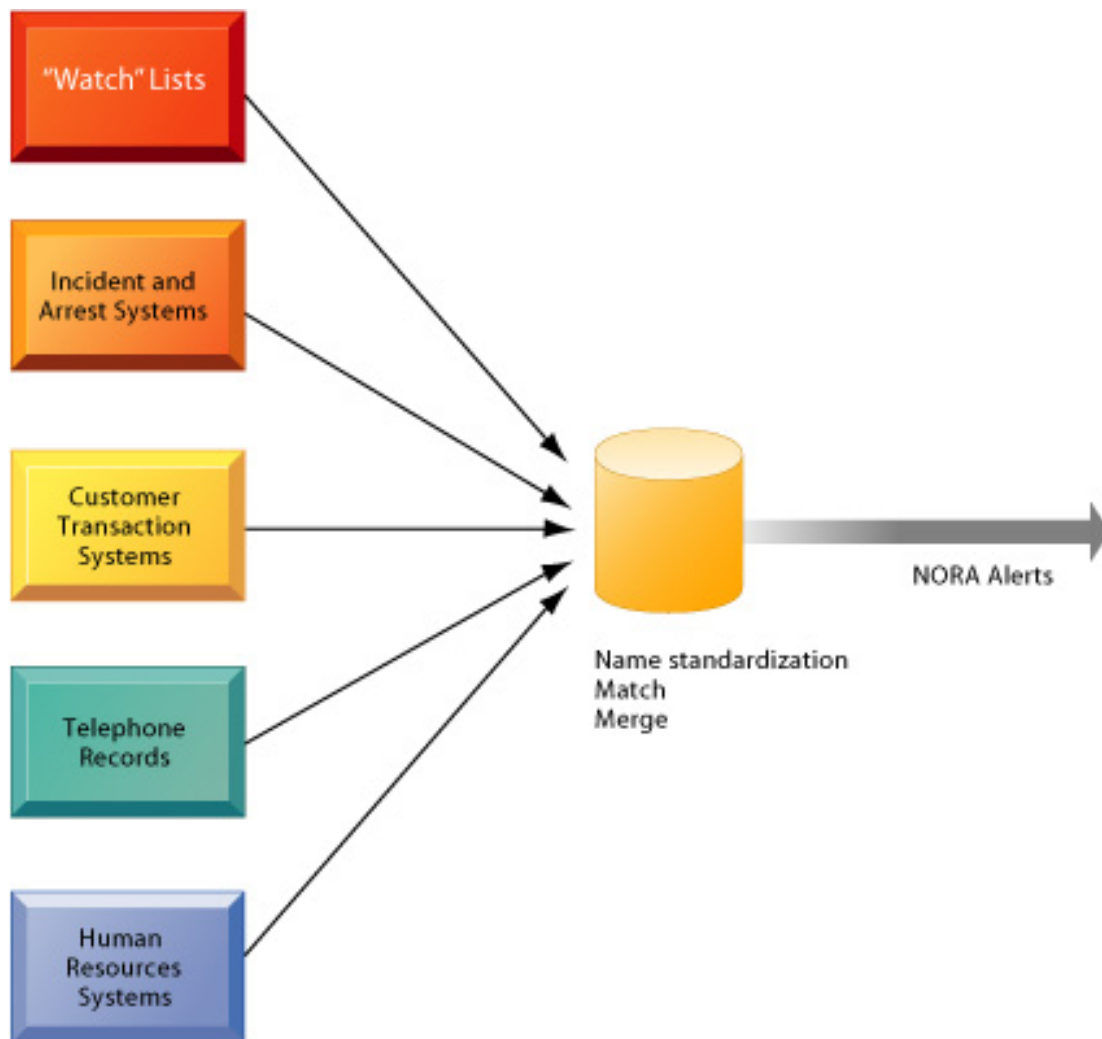 “Watch” Lists
Incident and
Arrest Systems
Customer
Transaction
Systems
Telephone
Records
Human
Resources
Systems
Name standardization
Match
Merge
NORA Alerts